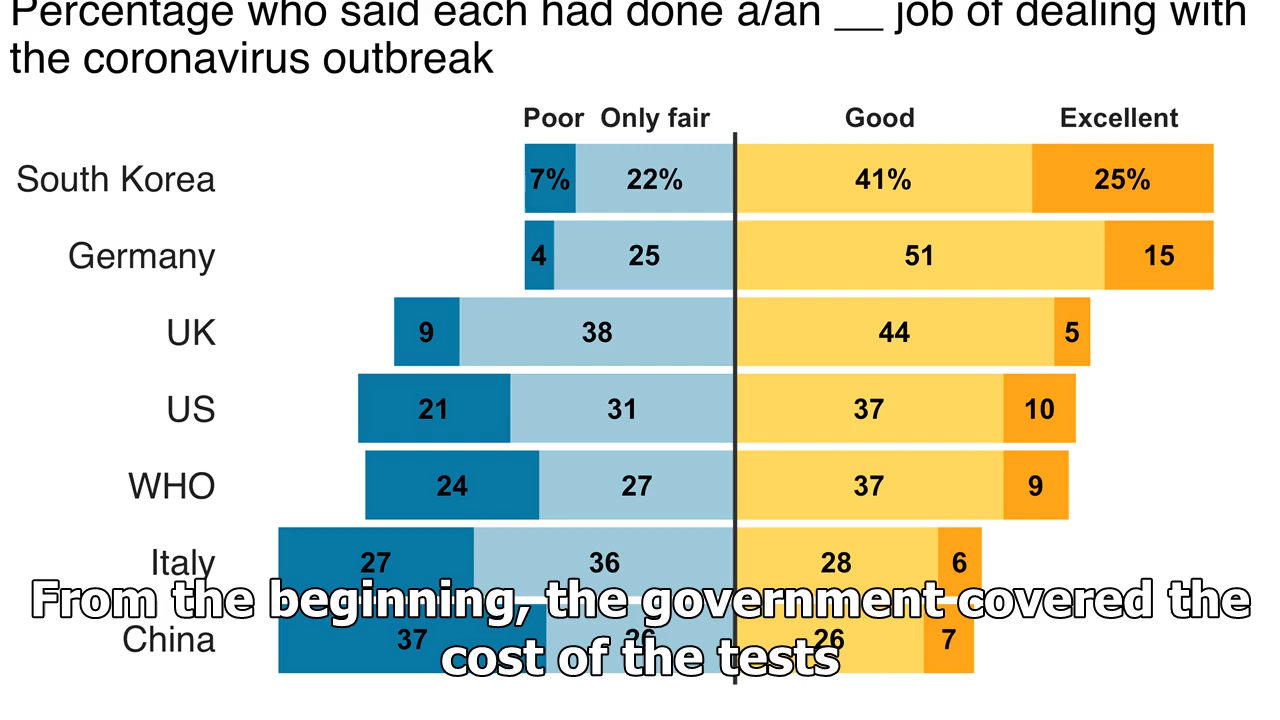 Percentage who said each had done a/an __ job of dealing with
the coronavirus outbreak
Poor Only fair Good Excellent
South Korea 7% 22% 41% 25%
Germany 4 25 51 15
UK 9 38 44 5
US 21 31 37 10
WHO 24 27 37 9
Italy 27 36 28 6
From the beginning, the government covered the
China 37 26 26 7
cost of the tests